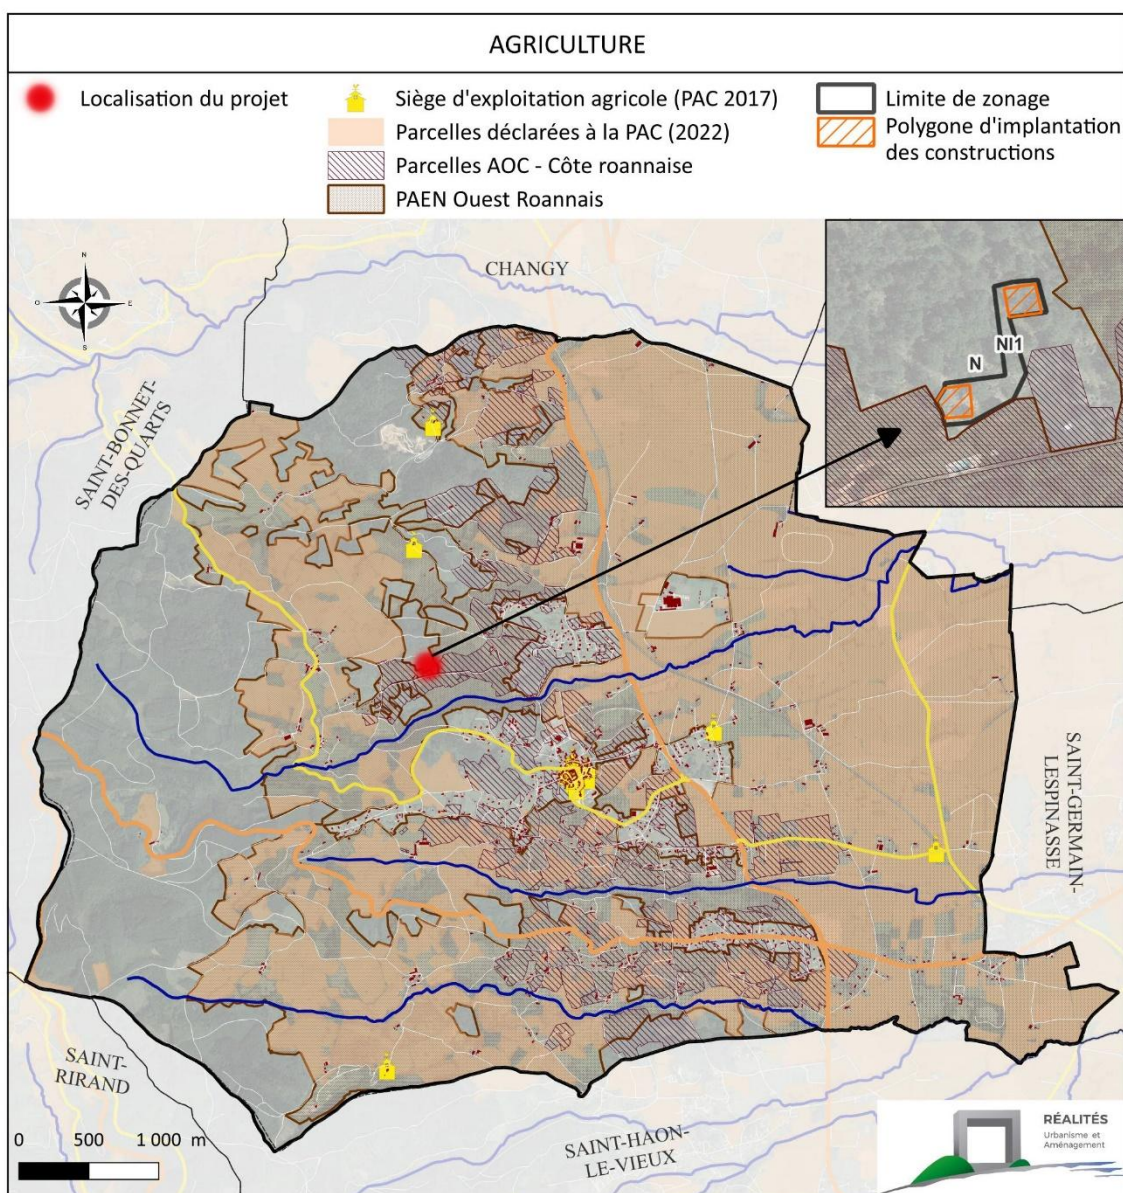 AGRICULTURE
Localisation du projet
Siège d'exploitation agricole (PAC 2017)
Parcelles déclarées à la PAC (2022)
Parcelles AOC - Côte roannaise
PAEN Ouest Roannais
Limite de zonage
Polygone d'implantation
des constructions
N
O
E
S
CHANGY
SAINT-BONNET-
DES-QUARTS
N
Nl1
SAINT-GERMAIN-
LESPINASSE
SAINT-
RIRAND
SAINT-HAON-
LE-VIEUX
0 500 1 000 m
RÉALITÉS
Urbanisme et
Aménagement